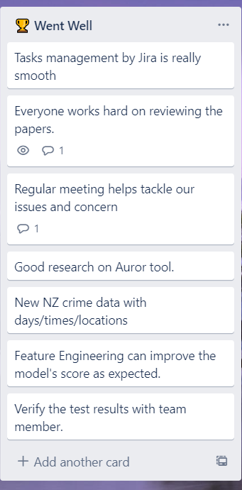 🏆 Went Well
Tasks management by Jira is really
smooth
Everyone works hard on reviewing the
papers.
1
Regular meeting helps tackle our
issues and concern
1
Good research on Auror tool.
New NZ crime data with
days/times/locations
Feature Engineering can improve the
model's score as expected.
Verify the test results with team
member.
+ Add another card